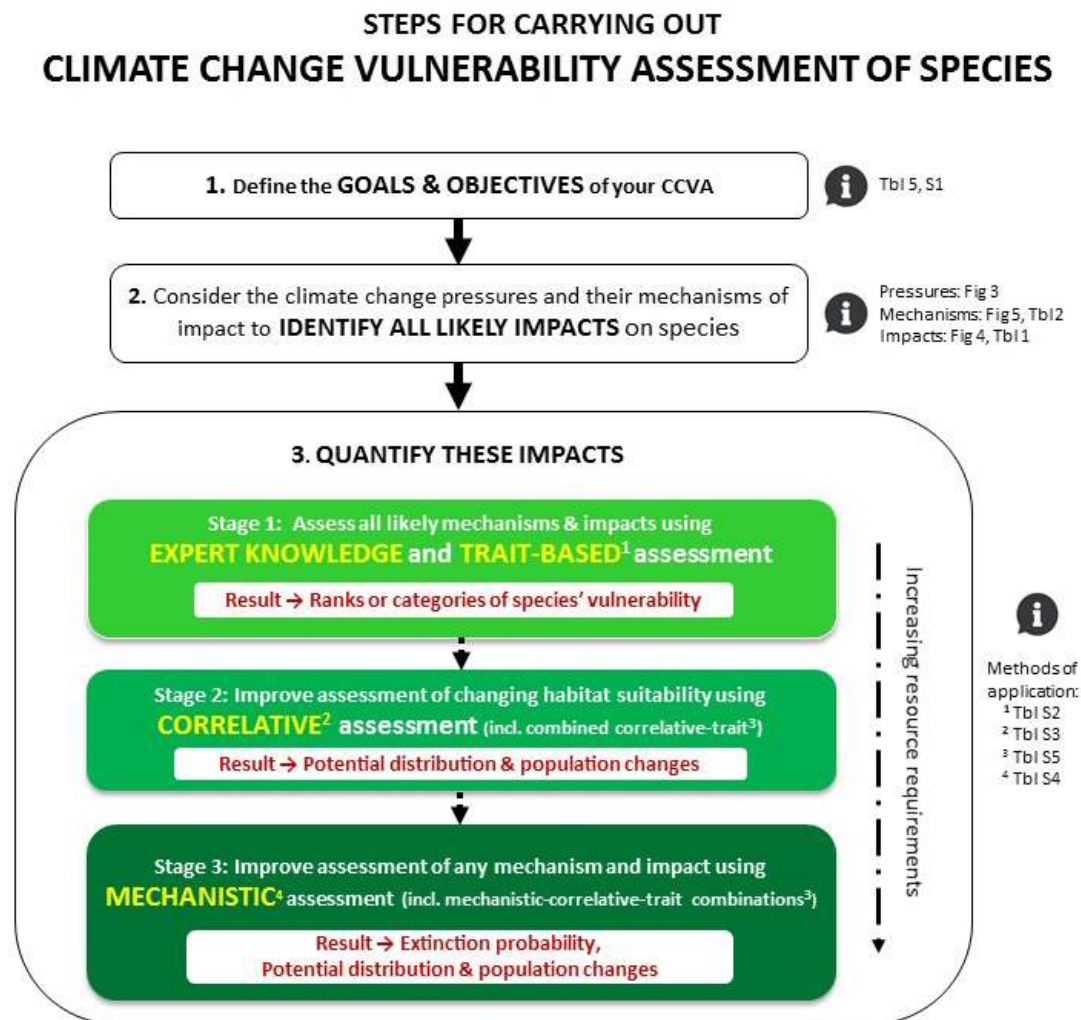 STEPS FOR CARRYING OUT
CLIMATE CHANGE VULNERABILITY ASSESSMENT OF SPECIES
1. Define the GOALS & OBJECTIVES of your CCVA
Tbl 5, S1
2. Consider the climate change pressures and their mechanisms of
impact to IDENTIFY ALL LIKELY IMPACTS on species
Pressures: Fig 3
Mechanisms: Fig 5, Tbl 2
Impacts: Fig 4, Tbl 1
3. QUANTIFY THESE IMPACTS
Stage 1: Assess all likely mechanisms & impacts using
EXPERT KNOWLEDGE and TRAIT-BASED¹ assessment
Result → Ranks or categories of species’ vulnerability
Stage 2: Improve assessment of changing habitat suitability using
CORRELATIVE² assessment (incl. combined correlative-trait³)
Result → Potential distribution & population changes
Stage 3: Improve assessment of any mechanism and impact using
MECHANISTIC⁴ assessment (incl. mechanistic-correlative-trait combinations³)
Result → Extinction probability,
Potential distribution & population changes
Increasing resource requirements
Methods of
application:
¹ Tbl S2
² Tbl S3
³ Tbl S5
⁴ Tbl S4